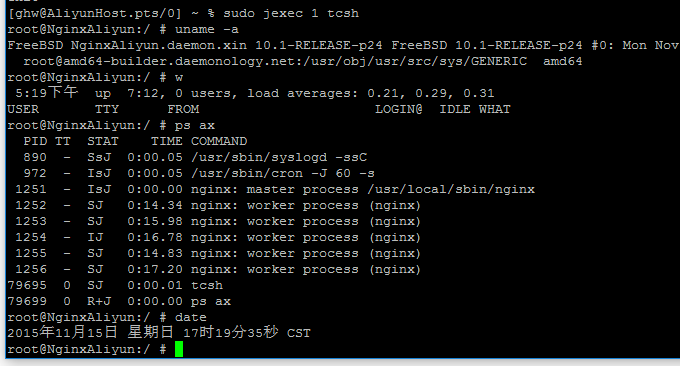 [ghw@AliyunHost.pts/0] ~ % sudo jexec 1 tcsh
root@NginxAliyun:/ # uname -a
FreeBSD NginxAliyun.daemon.xin 10.1-RELEASE-p24 FreeBSD 10.1-RELEASE-p24 #0: Mon Nov
root@amd64-builder.daemonology.net:/usr/obj/usr/src/sys/GENERIC amd64
root@NginxAliyun:/ # w
5:19下午 up 7:12, 0 users, load averages: 0.21, 0.29, 0.31
USER TTY FROM LOGIN@ IDLE WHAT
root@NginxAliyun:/ # ps ax
PID TT STAT TIME COMMAND
890 - SsJ 0:00.05 /usr/sbin/syslogd -ssC
972 - IsJ 0:00.05 /usr/sbin/cron -J 60 -s
1251 - IsJ 0:00.00 nginx: master process /usr/local/sbin/nginx
1252 - SJ 0:14.34 nginx: worker process (nginx)
1253 - SJ 0:15.98 nginx: worker process (nginx)
1254 - IJ 0:16.78 nginx: worker process (nginx)
1255 - SJ 0:14.83 nginx: worker process (nginx)
1256 - SJ 0:17.20 nginx: worker process (nginx)
79695 0 SJ 0:00.01 tcsh
79699 0 R+J 0:00.00 ps ax
root@NginxAliyun:/ # date
2015年11月15日 星期日 17时19分35秒 CST
root@NginxAliyun:/ #